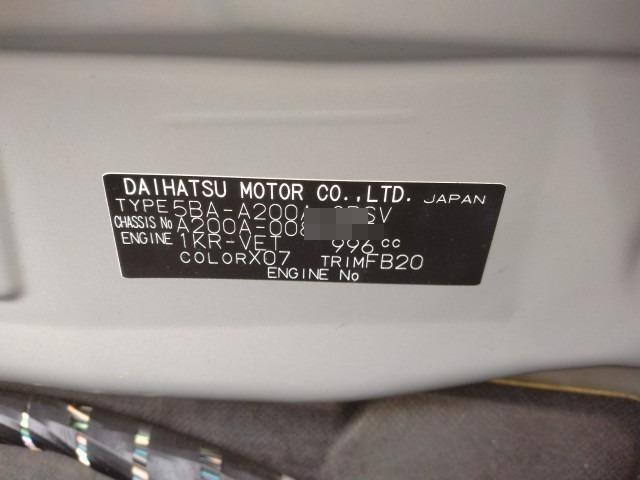 DAIHATSU MOTOR CO.,LTD. JAPAN
TYPE 5BA-A200A
CHASSIS No A200A-008
ENGINE 1KR-VET 996 cc
COLOR X07 TRIM FB20
ENGINE No